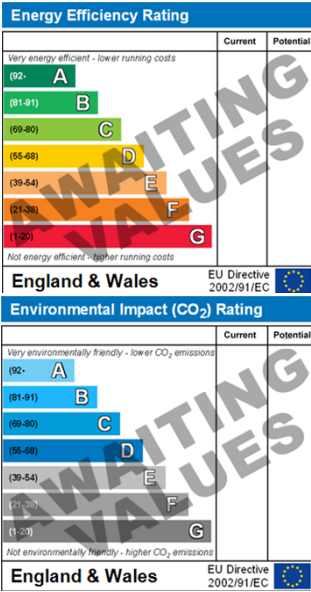 Energy Efficiency Rating
Current Potential
Very energy efficient - lower running costs
(92- A
(81-91) B
(69-80) C
(55-68) D
(39-54) E
(21-38) F
(1-20) G
Not energy efficient - higher running costs
AWAITING
VALUES
England & Wales
EU Directive
2002/91/EC
Environmental Impact (CO₂) Rating
Current Potential
Very environmentally friendly - lower CO₂ emissions
(92- A
(81-91) B
(69-80) C
(55-68) D
(39-54) E
(21-38) F
(1-20) G
Not environmentally friendly - higher CO₂ emissions
AWAITING
VALUES
England & Wales
EU Directive
2002/91/EC